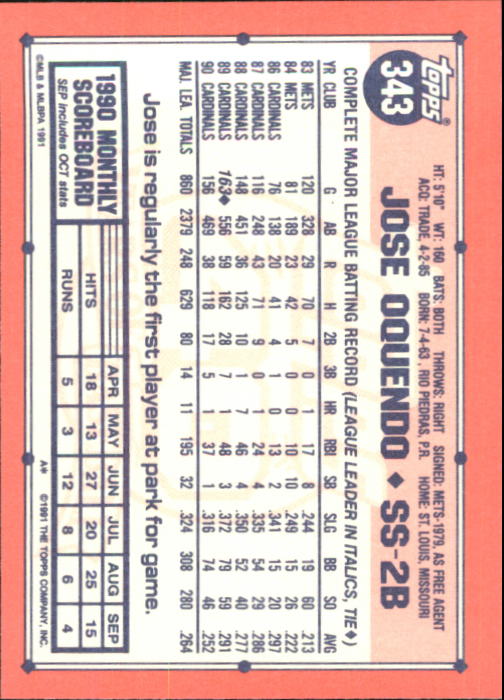 topps®
343
JOSE OQUENDO ♦ SS-2B
HT: 5'10" WT: 160 BATS: BOTH THROWS: RIGHT SIGNED: METS-1979, AS FREE AGENT
ACQ: TRADE, 4-2-85 BORN: 7-4-63, RIO PIEDRAS, P.R. HOME: ST. LOUIS, MISSOURI
COMPLETE MAJOR LEAGUE BATTING RECORD (LEAGUE LEADER IN ITALICS, TIE♦)
YR CLUB G AB R H 2B 3B HR RBI SB SLG BB SO AVG
83 METS 120 328 29 70 7 0 1 17 8 .244 19 60 .213
84 METS 81 189 23 42 5 0 0 10 10 .249 15 26 .222
86 CARDINALS 76 138 20 41 4 1 0 13 2 .341 15 20 .297
87 CARDINALS 116 248 43 71 9 0 1 24 4 .335 54 29 .286
88 CARDINALS 148 451 36 125 10 1 7 46 4 .350 52 40 .277
89 CARDINALS 163♦ 556 59 162 28 7 1 48 3 .372 79 59 .291
90 CARDINALS 156 469 38 118 17 5 1 37 1 .316 74 46 .252
MAJ. LEA. TOTALS 860 2379 248 629 80 14 11 195 32 .324 308 280 .264
Jose is regularly the first player at park for game.
1990 MONTHLY
SCOREBOARD
SEP includes OCT stats
APR MAY JUN JUL AUG SEP
HITS 18 13 27 20 25 15
RUNS 5 3 12 8 6 4
©MLB & MLBPA 1991
A* ©1991 THE TOPPS COMPANY, INC.